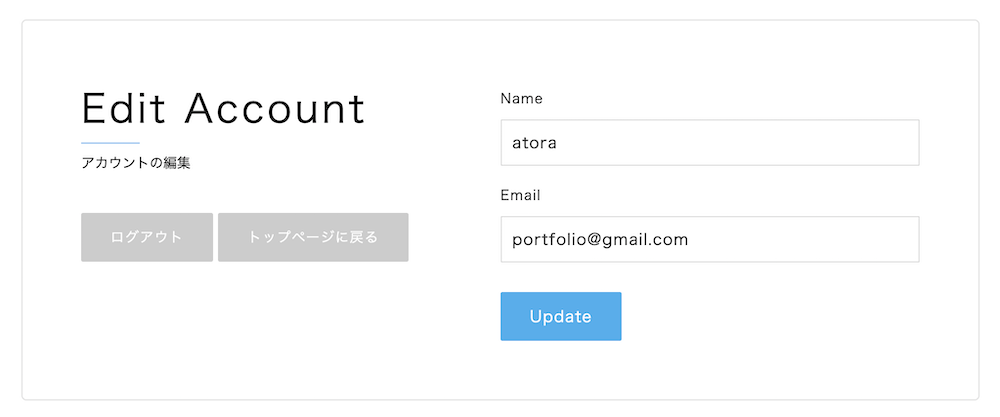 Edit Account
アカウントの編集
ログアウト
トップページに戻る
Name
atora
Email
portfolio@gmail.com
Update